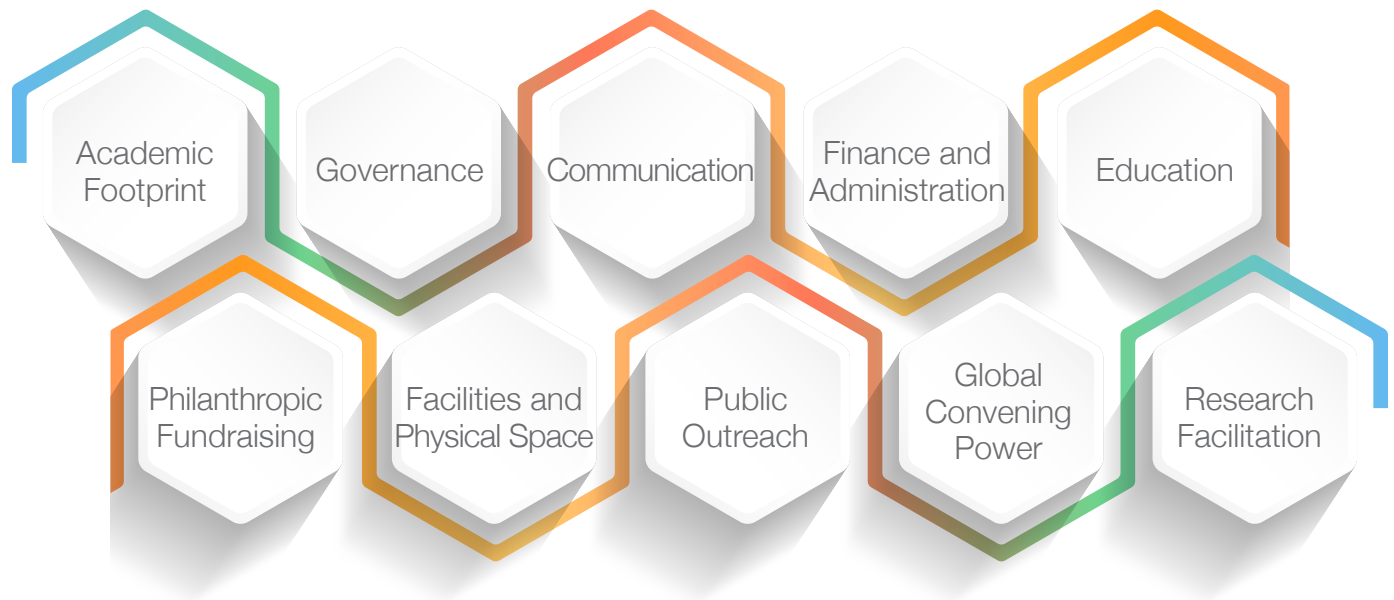 Academic
Footprint
Governance
Communication
Finance and
Administration
Education
Philanthropic
Fundraising
Facilities and
Physical Space
Public
Outreach
Global
Convening
Power
Research
Facilitation